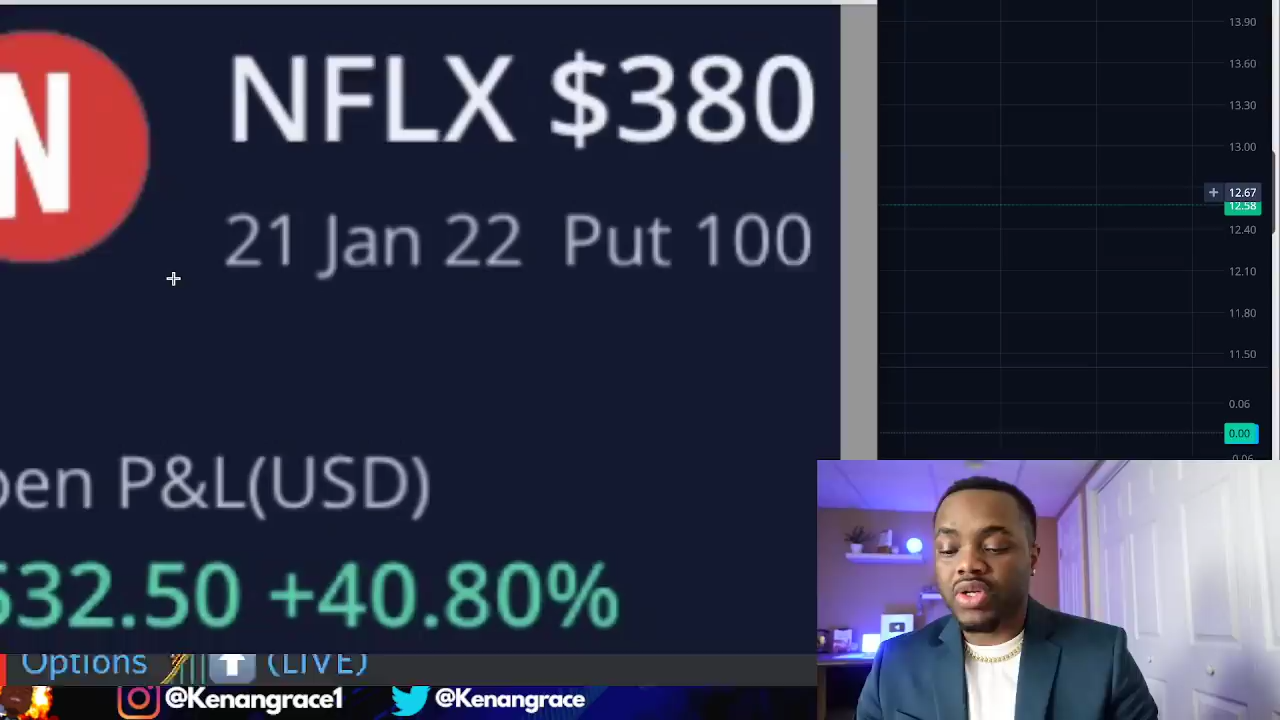 N
NFLX $380
21 Jan 22 Put 100
pen P&L(USD)
532.50 +40.80%
Options ⬆ (LIVE)
@Kenangrace1
@Kenangrace
13.90
13.60
13.30
13.00
+ 12.67
12.58
12.40
12.10
11.80
11.50
0.06
0.00